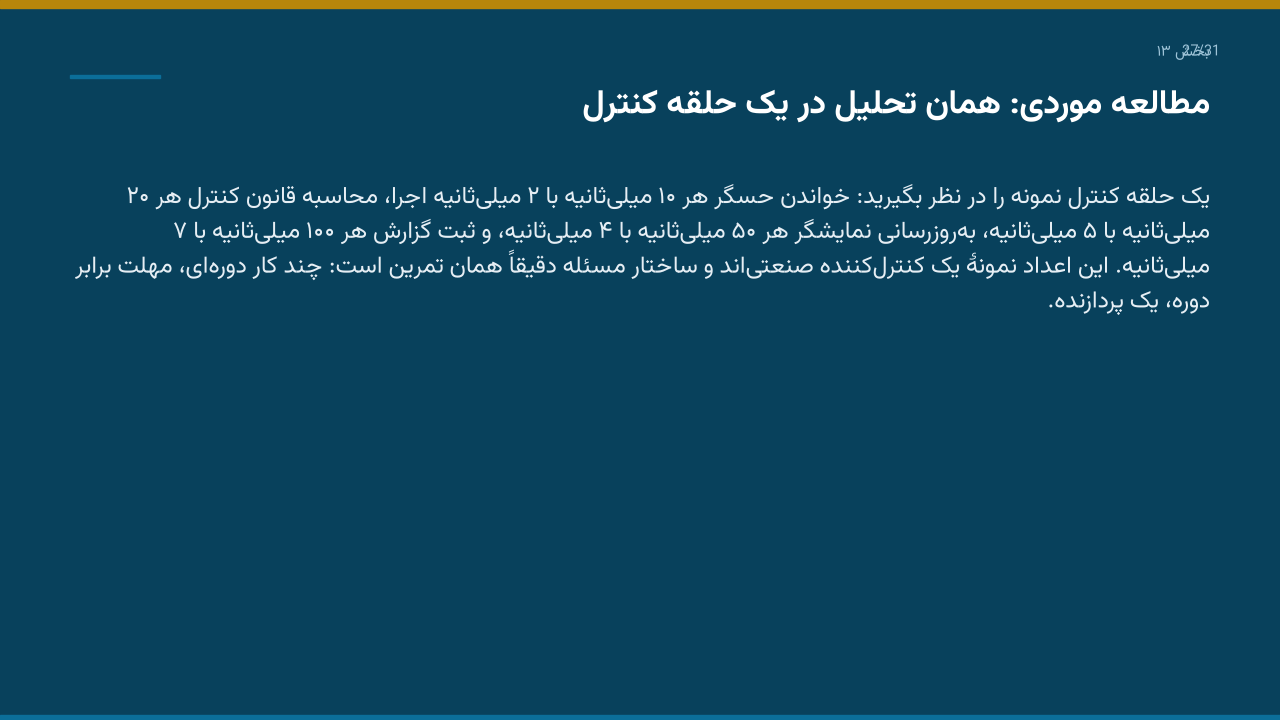 بخش ۱۳
27/31
مطالعه موردی: همان تحلیل در یک حلقه کنترل
یک حلقه کنترل نمونه را در نظر بگیرید: خواندن حسگر هر ۱۰ میلی‌ثانیه با ۲ میلی‌ثانیه اجرا، محاسبه قانون کنترل هر ۲۰
میلی‌ثانیه با ۵ میلی‌ثانیه، به‌روزرسانی نمایشگر هر ۵۰ میلی‌ثانیه با ۴ میلی‌ثانیه، و ثبت گزارش هر ۱۰۰ میلی‌ثانیه با ۷
میلی‌ثانیه. این اعداد نمونهٔ یک کنترل‌کننده صنعتی‌اند و ساختار مسئله دقیقاً همان تمرین است: چند کار دوره‌ای، مهلت برابر
دوره، یک پردازنده.